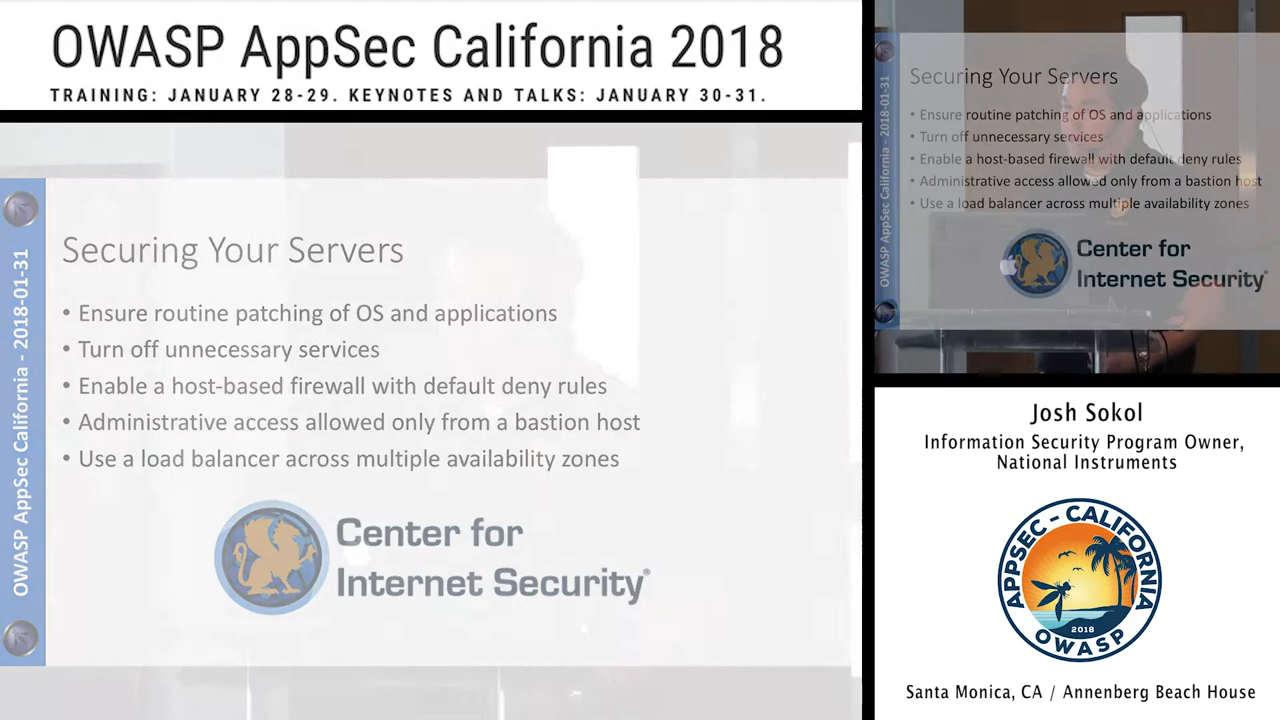 OWASP AppSec California 2018
TRAINING: JANUARY 28-29. KEYNOTES AND TALKS: JANUARY 30-31.
OWASP AppSec California - 2018-01-31
Securing Your Servers
• Ensure routine patching of OS and applications
• Turn off unnecessary services
• Enable a host-based firewall with default deny rules
• Administrative access allowed only from a bastion host
• Use a load balancer across multiple availability zones
Center for
Internet Security®
OWASP AppSec California - 2018-01-31
Securing Your Servers
• Ensure routine patching of OS and applications
• Turn off unnecessary services
• Enable a host-based firewall with default deny rules
• Administrative access allowed only from a bastion host
• Use a load balancer across multiple availability zones
Center for
Internet Security®
Josh Sokol
Information Security Program Owner,
National Instruments
APPSEC - CALIFORNIA
2018
OWASP
Santa Monica, CA / Annenberg Beach House